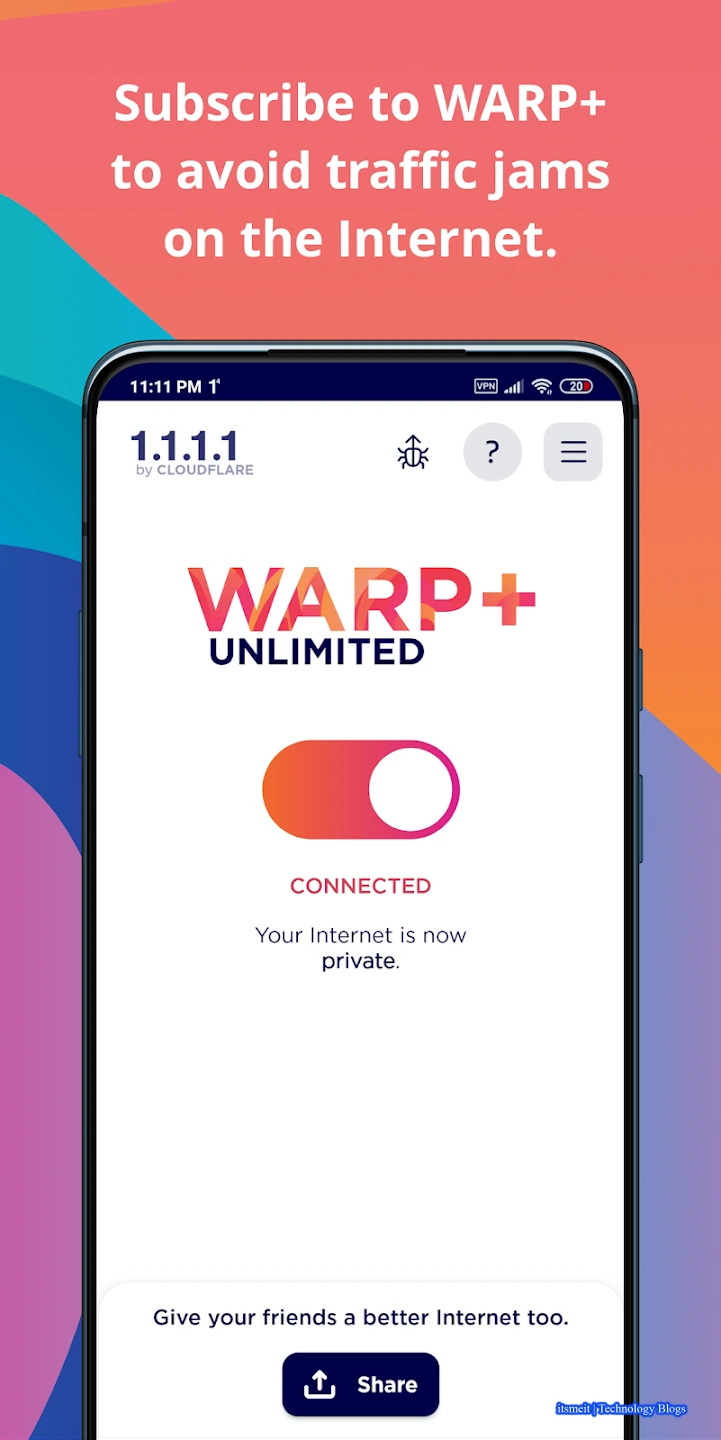 Subscribe to WARP+
to avoid traffic jams
on the Internet.
11:11 PM 1⁴ VPN 20
1.1.1.1
by CLOUDFLARE
?
WARP+
UNLIMITED
CONNECTED
Your Internet is now
private.
Give your friends a better Internet too.
Share
itsmeit | Technology Blogs